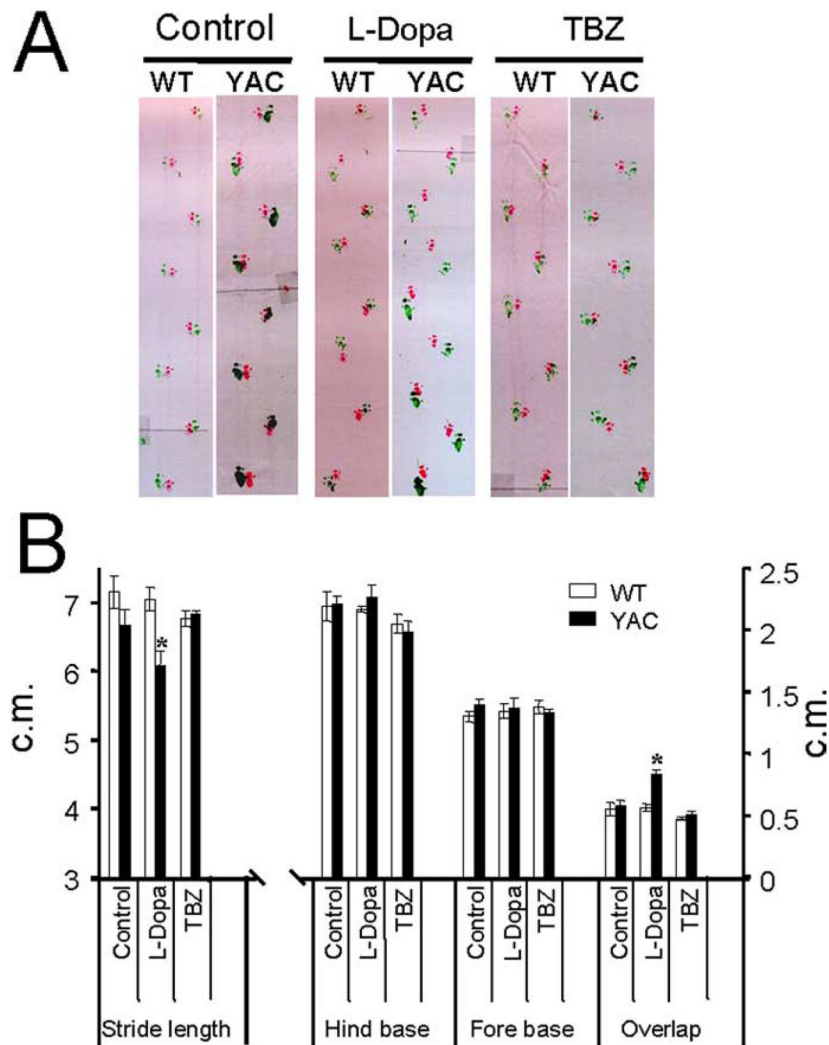 A
Control
L-Dopa
TBZ
WT
YAC
WT
YAC
WT
YAC
B
c.m.
7
6
5
4
3
WT
YAC
*
*
2.5
2
1.5
1
0.5
0
c.m.
Control
L-Dopa
TBZ
Control
L-Dopa
TBZ
Control
L-Dopa
TBZ
Control
L-Dopa
TBZ
Stride length
Hind base
Fore base
Overlap